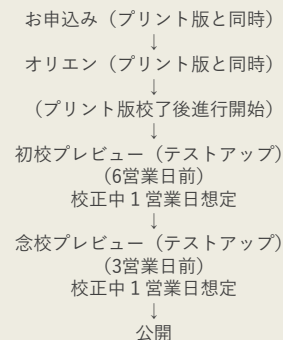 お申込み（プリント版と同時）
↓
オリエン（プリント版と同時）
↓
（プリント版校了後進行開始）
↓
初校プレビュー（テストアップ）
（6営業日前）
校正中１営業日想定
↓
念校プレビュー（テストアップ）
（3営業日前）
校正中１営業日想定
↓
公開